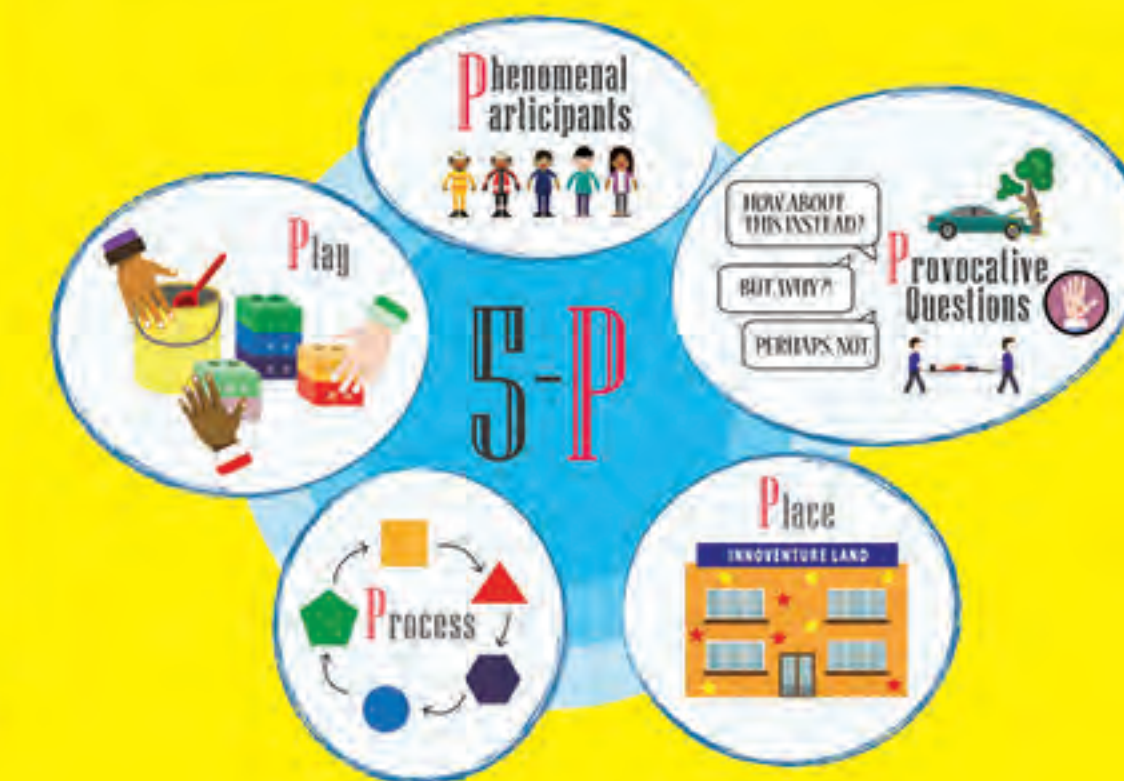 Phenomenal
Participants
HOW ABOUT
THIS INSTEAD?
BUT WHY?!
PERHAPS, NOT
Provocative
Questions
Play
5-P
Place
INNOVENTURE LAND
Process